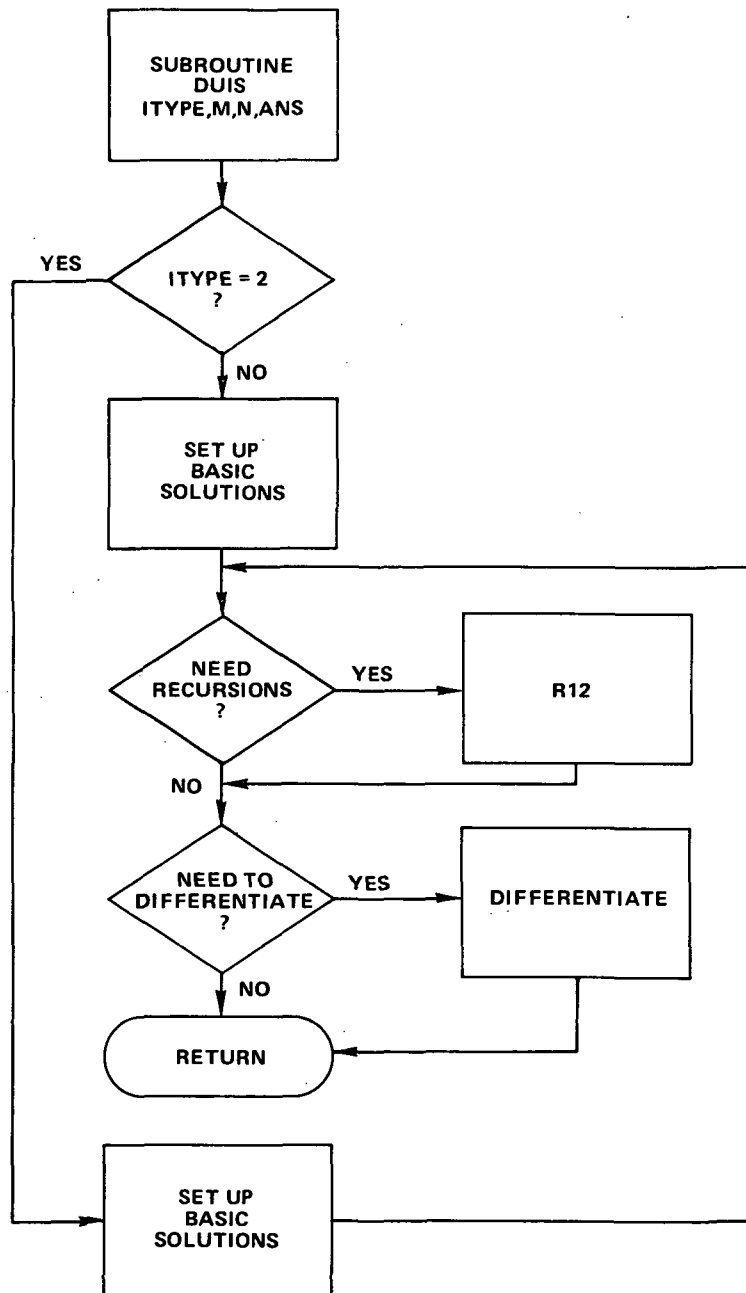 SUBROUTINE
DUIS
ITYPE,M,N,ANS
YES
ITYPE = 2
?
NO
SET UP
BASIC
SOLUTIONS
NEED
RECURSIONS
?
YES
R12
NO
NEED TO
DIFFERENTIATE
?
YES
DIFFERENTIATE
NO
RETURN
SET UP
BASIC
SOLUTIONS